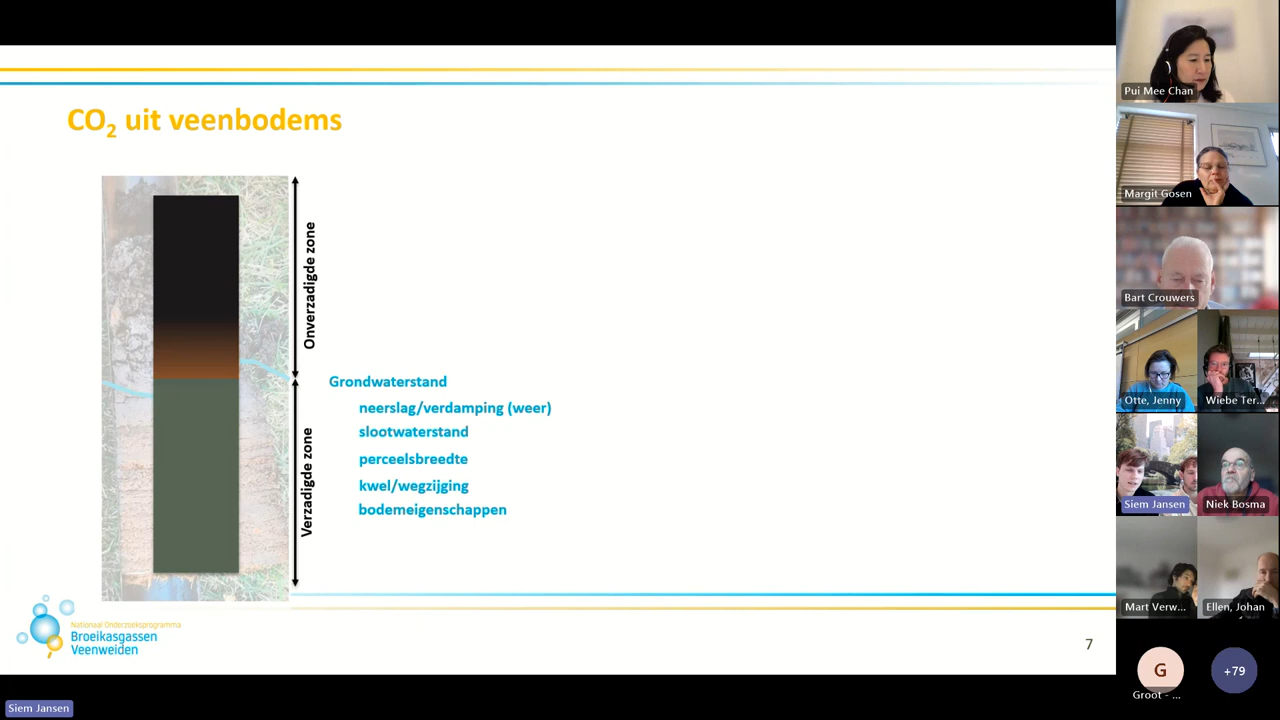 CO2 uit veenbodems
Onverzadigde zone
Verzadigde zone
Grondwaterstand
neerslag/verdamping (weer)
slootwaterstand
perceelsbreedte
kwel/wegzijging
bodemeigenschappen
Nationaal Onderzoeksprogramma
Broeikasgassen
Veenweiden
7
Siem Jansen
Pui Mee Chan
Margit Gosen
Bart Crouwers
Otte, Jenny
Wiebe Ter...
Siem Jansen
Niek Bosma
Mart Verw...
Ellen, Johan
G
Groot - ...
+79